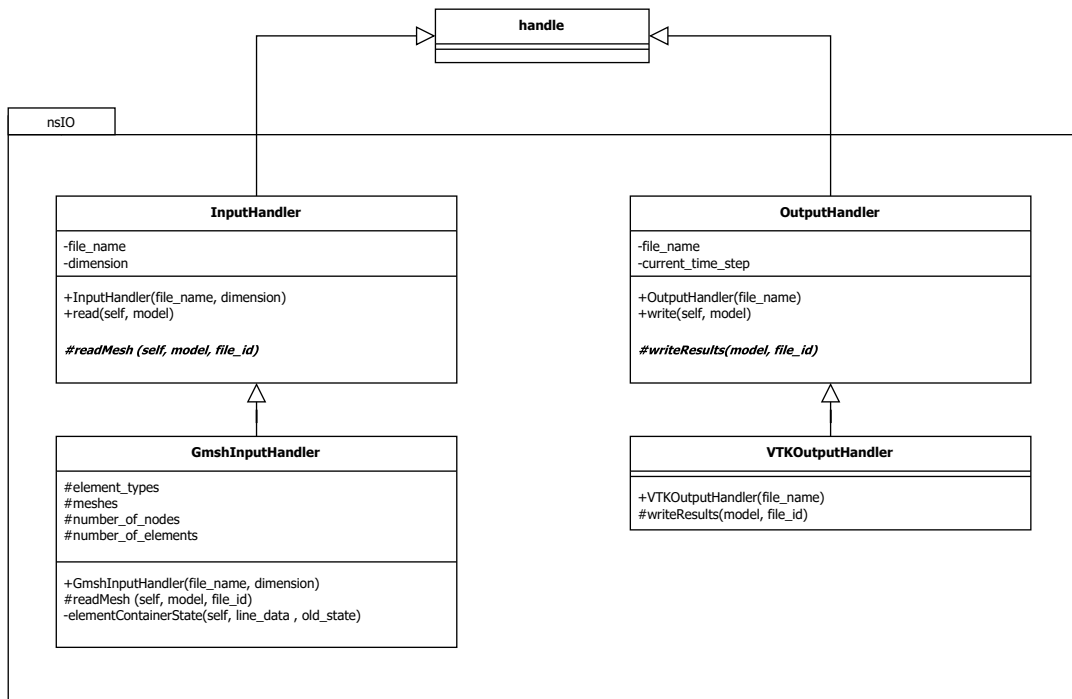 handle
nsIO
InputHandler
-file_name
-dimension
+InputHandler(file_name, dimension)
+read(self, model)
#readMesh (self, model, file_id)
OutputHandler
-file_name
-current_time_step
+OutputHandler(file_name)
+write(self, model)
#writeResults(model, file_id)
GmshInputHandler
#element_types
#meshes
#number_of_nodes
#number_of_elements
+GmshInputHandler(file_name, dimension)
#readMesh (self, model, file_id)
-elementContainerState(self, line_data , old_state)
VTKOutputHandler
+VTKOutputHandler(file_name)
#writeResults(model, file_id)